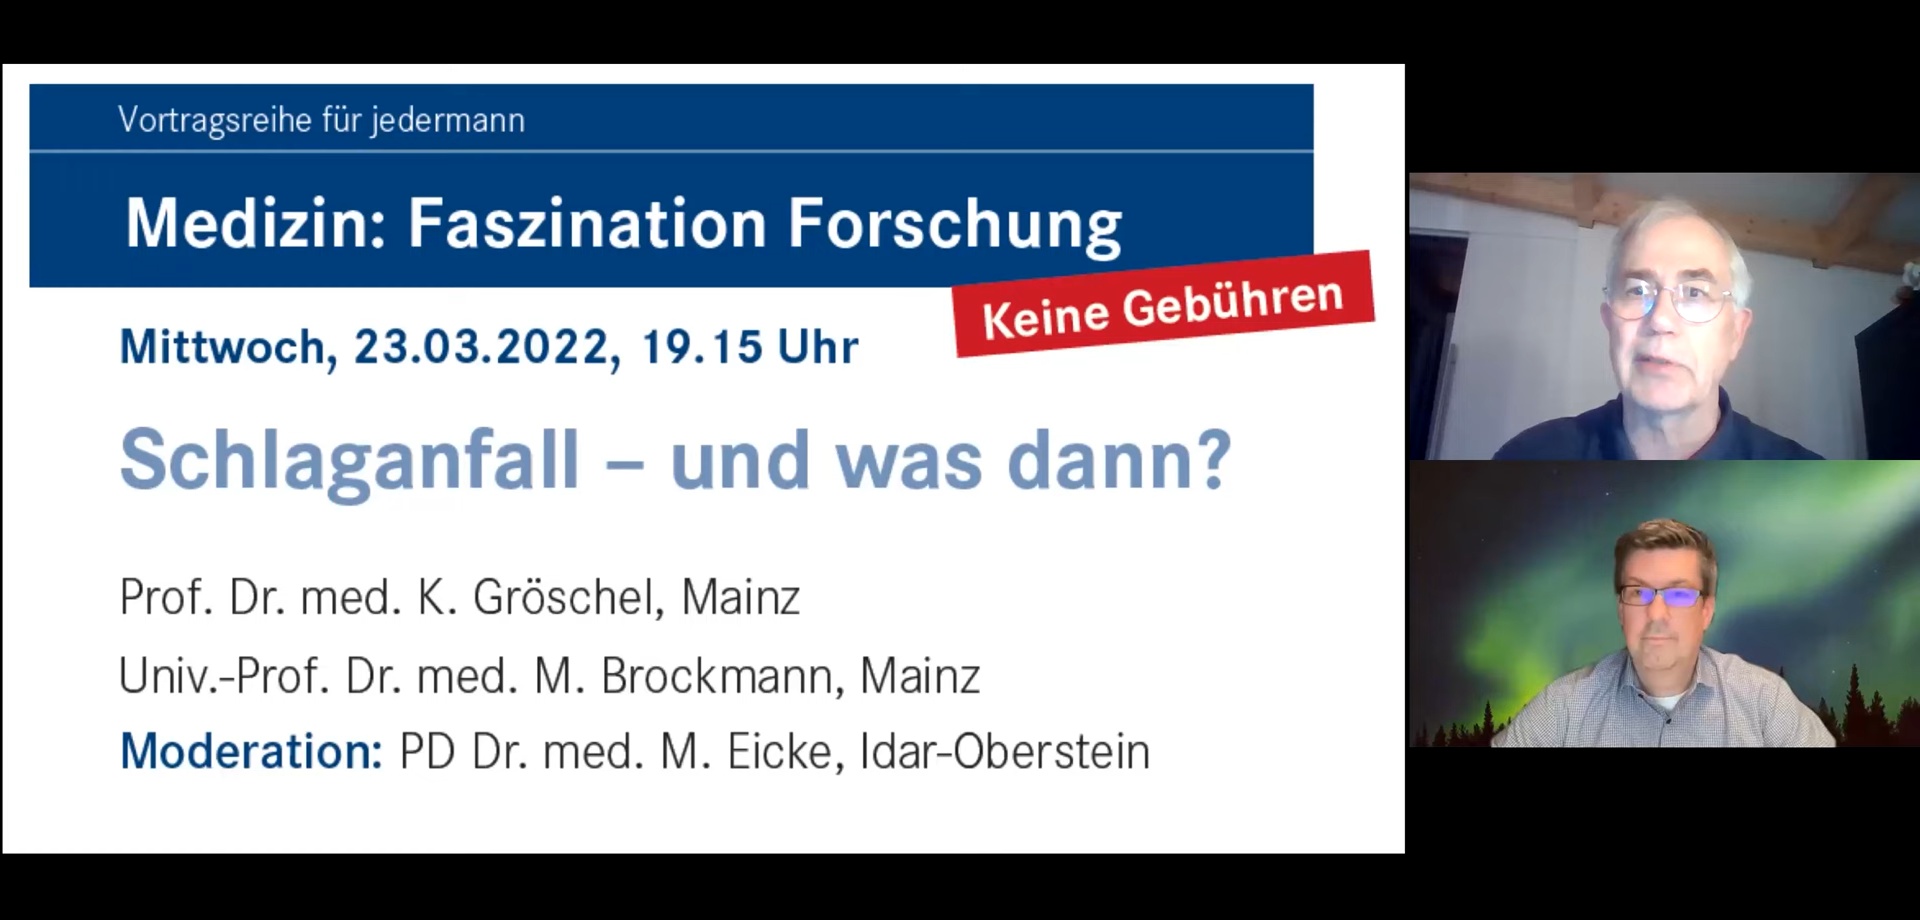 Vortragsreihe für jedermann
Medizin: Faszination Forschung
Keine Gebühren
Mittwoch, 23.03.2022, 19.15 Uhr
Schlaganfall – und was dann?
Prof. Dr. med. K. Gröschel, Mainz
Univ.-Prof. Dr. med. M. Brockmann, Mainz
Moderation: PD Dr. med. M. Eicke, Idar-Oberstein